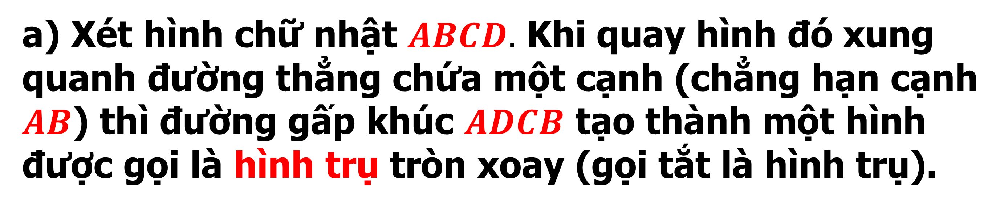 a) Xét hình chữ nhật ABCD. Khi quay hình đó xung
quanh đường thẳng chứa một cạnh (chẳng hạn cạnh
AB) thì đường gấp khúc ADCB tạo thành một hình
được gọi là hình trụ tròn xoay (gọi tắt là hình trụ).